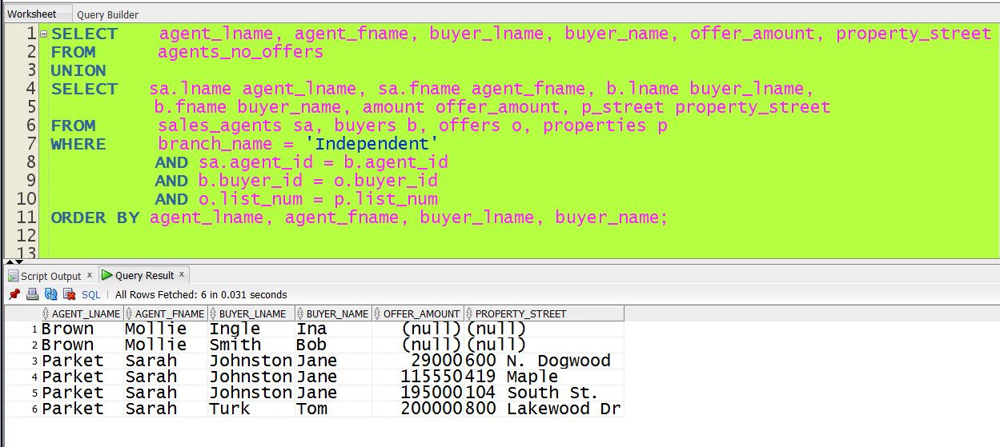 Worksheet Query Builder
1 SELECT agent_lname, agent_fname, buyer_lname, buyer_name, offer_amount, property_street
2 FROM agents_no_offers
3 UNION
4 SELECT sa.lname agent_lname, sa.fname agent_fname, b.lname buyer_lname,
5 b.fname buyer_name, amount offer_amount, p_street property_street
6 FROM sales_agents sa, buyers b, offers o, properties p
7 WHERE branch_name = 'Independent'
8 AND sa.agent_id = b.agent_id
9 AND b.buyer_id = o.buyer_id
10 AND o.list_num = p.list_num
11 ORDER BY agent_lname, agent_fname, buyer_lname, buyer_name;
12
13
Script Output x Query Result x
SQL | All Rows Fetched: 6 in 0.031 seconds
AGENT_LNAME AGENT_FNAME BUYER_LNAME BUYER_NAME OFFER_AMOUNT PROPERTY_STREET
1 Brown Mollie Ingle Ina (null) (null)
2 Brown Mollie Smith Bob (null) (null)
3 Parket Sarah Johnston Jane 29000 600 N. Dogwood
4 Parket Sarah Johnston Jane 115550 419 Maple
5 Parket Sarah Johnston Jane 195000 104 South St.
6 Parket Sarah Turk Tom 200000 800 Lakewood Dr